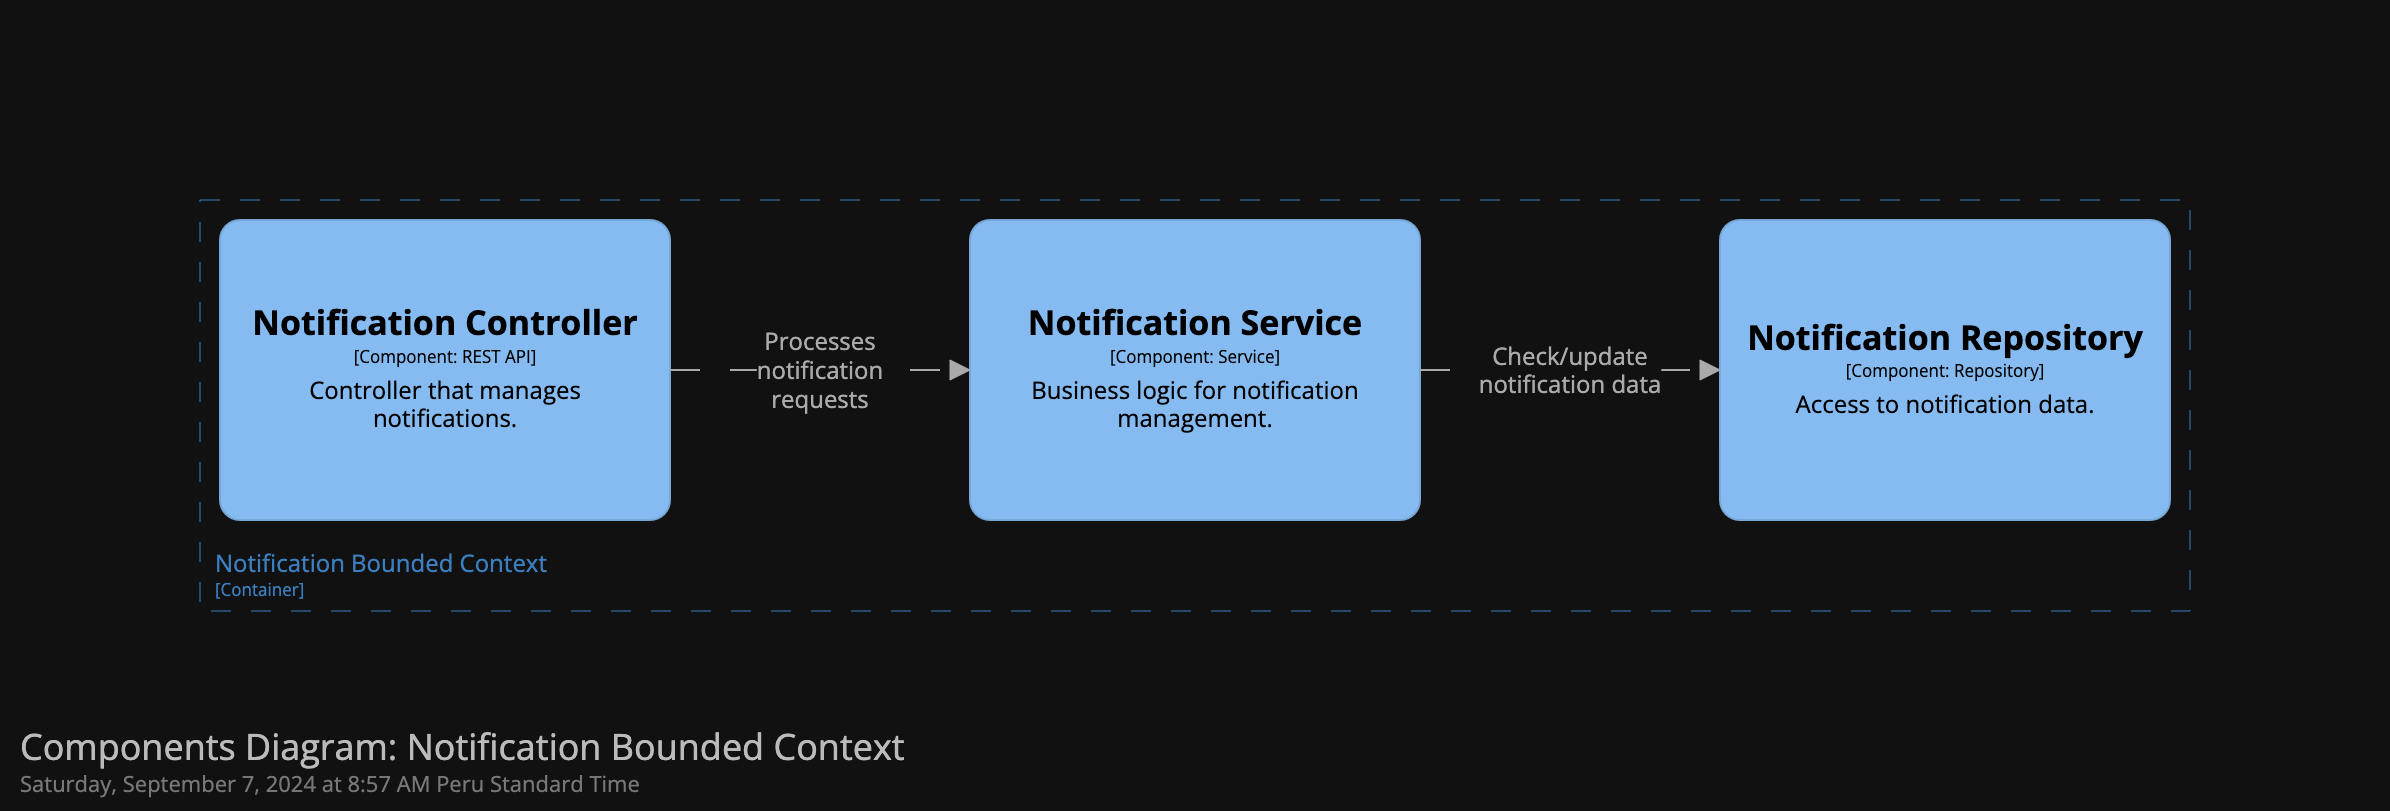 Notification Controller
[Component: REST API]
Controller that manages
notifications.
Processes
notification
requests
Notification Service
[Component: Service]
Business logic for notification
management.
Check/update
notification data
Notification Repository
[Component: Repository]
Access to notification data.
Notification Bounded Context
[Container]
Components Diagram: Notification Bounded Context
Saturday, September 7, 2024 at 8:57 AM Peru Standard Time